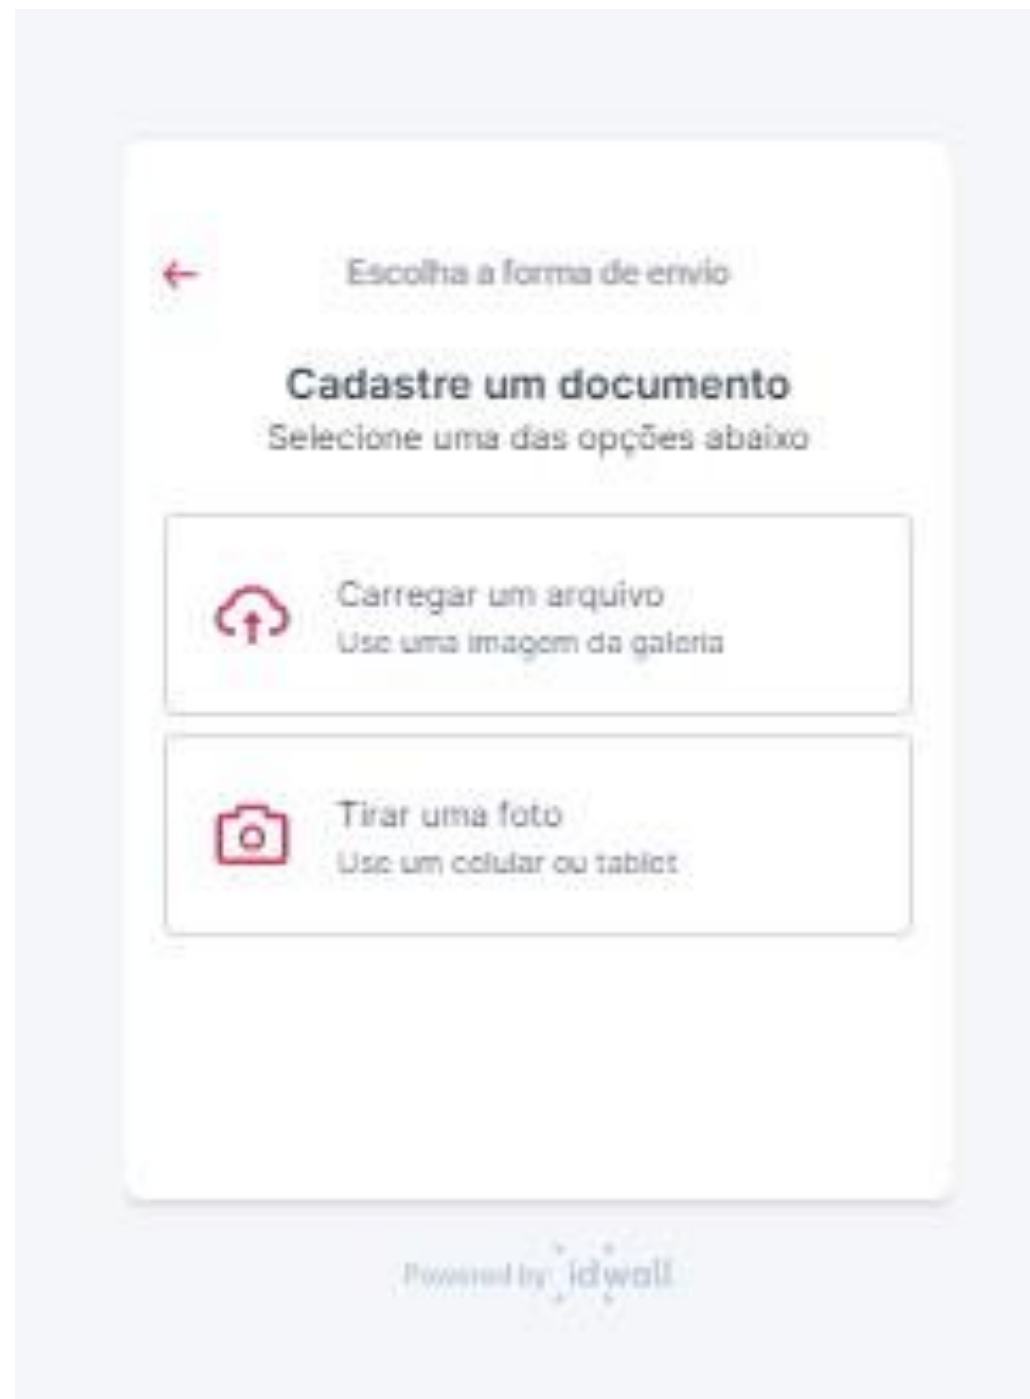 Escolha a forma de envio
Cadastre um documento
Selecione uma das opções abaixo
Carregar um arquivo
Use uma imagem da galeria
Tirar uma foto
Use um celular ou tablet
Powered by idwall